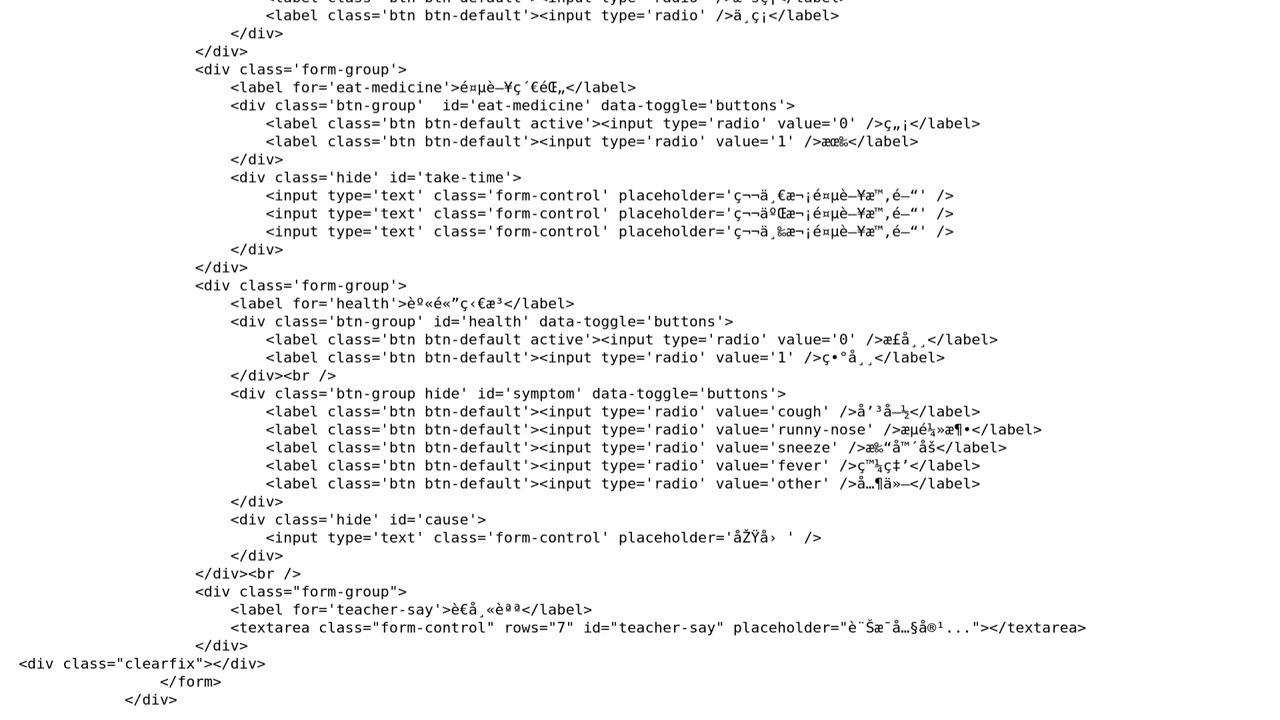 <label class='btn btn-default'><input type='radio' />ä¸ç¡</label>
</div>
</div>
<div class='form-group'>
<label for='eat-medicine'>é¤µè—¥ç´€éŒ„</label>
<div class='btn-group'  id='eat-medicine' data-toggle='buttons'>
<label class='btn btn-default active'><input type='radio' value='0' />ç„¡</label>
<label class='btn btn-default'><input type='radio' value='1' />æœ‰</label>
</div>
<div class='hide' id='take-time'>
<input type='text' class='form-control' placeholder='ç¬¬ä¸€æ¬¡é¤µè—¥æ™‚é–“' />
<input type='text' class='form-control' placeholder='ç¬¬äºŒæ¬¡é¤µè—¥æ™‚é–“' />
<input type='text' class='form-control' placeholder='ç¬¬ä¸‰æ¬¡é¤µè—¥æ™‚é–“' />
</div>
</div>
<div class='form-group'>
<label for='health'>èº«é«”ç‹€æ³</label>
<div class='btn-group' id='health' data-toggle='buttons'>
<label class='btn btn-default active'><input type='radio' value='0' />æ­£å¸¸</label>
<label class='btn btn-default'><input type='radio' value='1' />ç•°å¸¸</label>
</div><br />
<div class='btn-group hide' id='symptom' data-toggle='buttons'>
<label class='btn btn-default'><input type='radio' value='cough' />å’³å—½</label>
<label class='btn btn-default'><input type='radio' value='runny-nose' />æµé¼»æ¶•</label>
<label class='btn btn-default'><input type='radio' value='sneeze' />æ‰“å™´åš</label>
<label class='btn btn-default'><input type='radio' value='fever' />ç™¼ç‡’</label>
<label class='btn btn-default'><input type='radio' value='other' />å…¶ä»–</label>
</div>
<div class='hide' id='cause'>
<input type='text' class='form-control' placeholder='åŽŸå› ' />
</div>
</div><br />
<div class="form-group">
<label for='teacher-say'>è€å¸«èªª</label>
<textarea class="form-control" rows="7" id="teacher-say" placeholder="è¨Šæ¯å…§å®¹..."></textarea>
</div>
<div class="clearfix"></div>
</form>
</div>